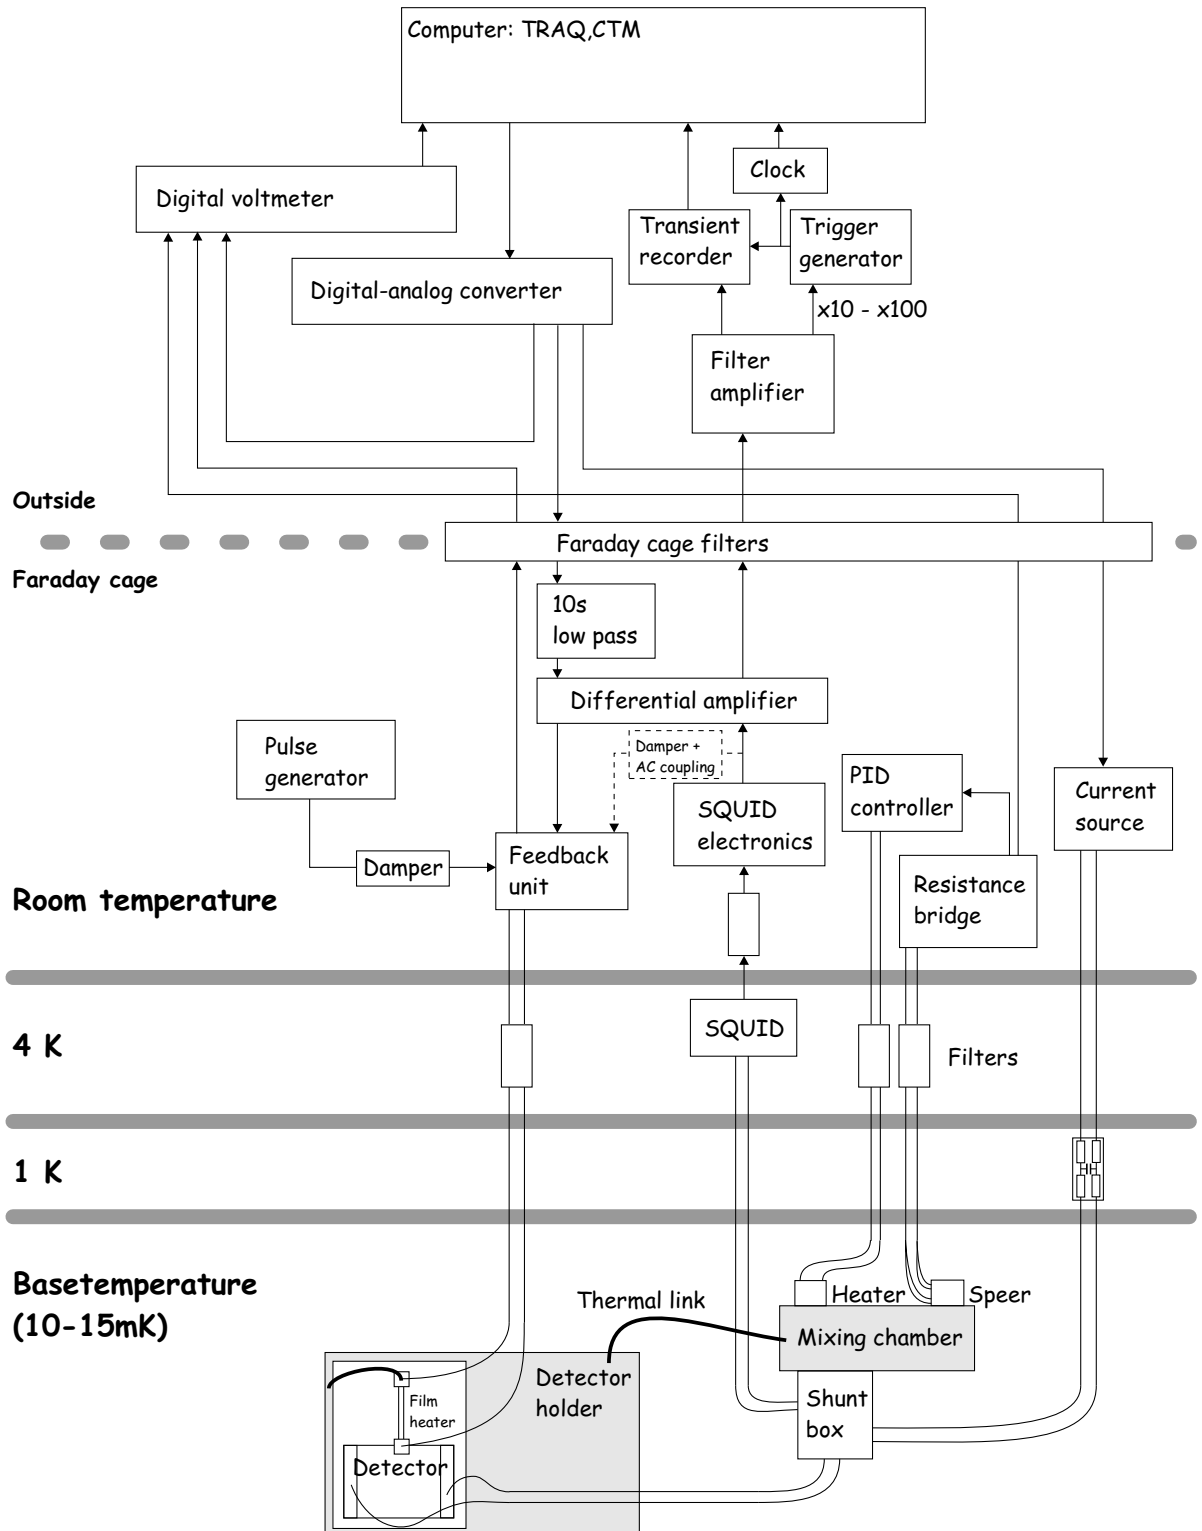 Computer: TRAQ,CTM
Clock
Digital voltmeter
Transient
recorder
Trigger
generator
Digital-analog converter
x10 - x100
Filter
amplifier
Outside
Faraday cage filters
Faraday cage
10s
low pass
Differential amplifier
Pulse
generator
Damper +
AC coupling
PID
controller
Current
source
SQUID
electronics
Feedback
unit
Damper
Resistance
bridge
Room temperature
SQUID
4 K
Filters
1 K
Basetemperature
(10-15mK)
Thermal link
Heater
Speer
Mixing chamber
Detector
holder
Film
heater
Shunt
box
Detector